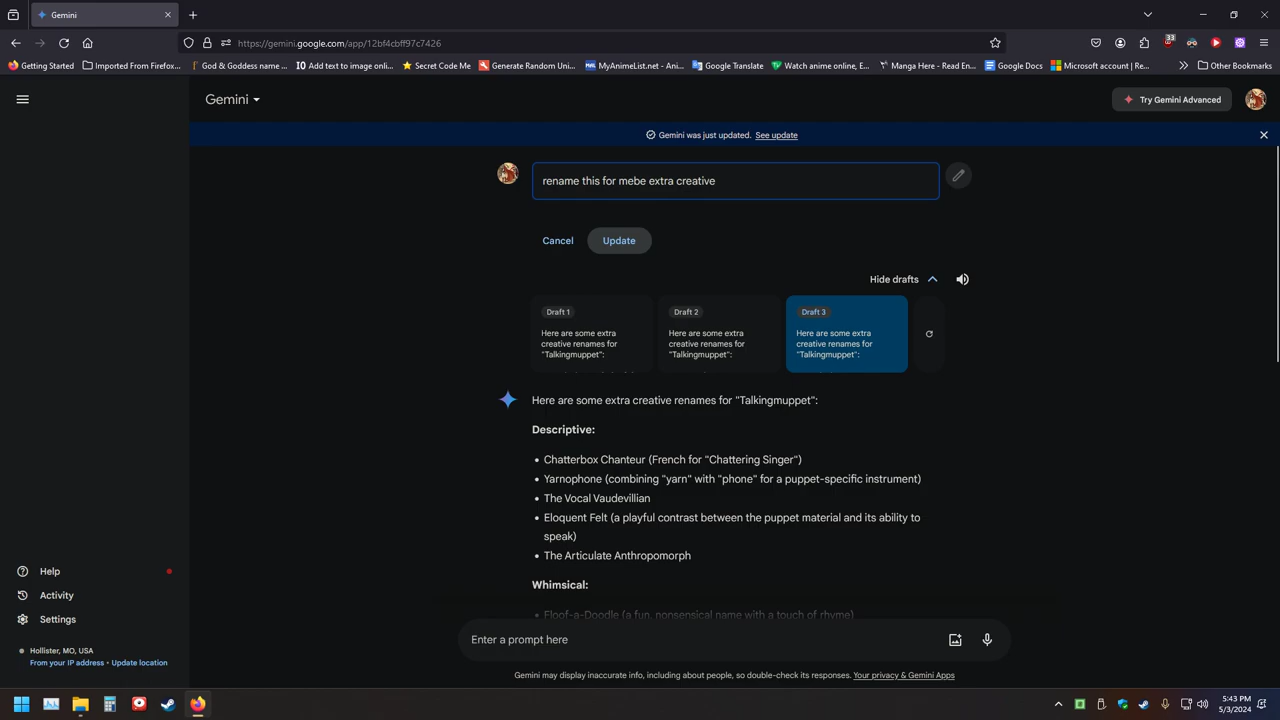 Gemini
https://gemini.google.com/app/12bf4cbff97c7426
Getting Started
Imported From Firefox...
God & Goddess name ...
Add text to image onlin...
Secret Code Me
Generate Random Uni...
MAL
MyAnimeList.net - Ani...
Google Translate
Watch anime online, E...
Manga Here - Read En...
Google Docs
Microsoft account | Re...
Other Bookmarks
Gemini
Try Gemini Advanced
Gemini was just updated. See update
rename this for mebe extra creative
Cancel
Update
Hide drafts
Draft 1
Here are some extra
creative renames for
"Talkingmuppet":
Draft 2
Here are some extra
creative renames for
"Talkingmuppet":
Draft 3
Here are some extra
creative renames for
"Talkingmuppet":
Here are some extra creative renames for "Talkingmuppet":
Descriptive:
• Chatterbox Chanteur (French for "Chattering Singer")
• Yarnophone (combining "yarn" with "phone" for a puppet-specific instrument)
• The Vocal Vaudevillian
• Eloquent Felt (a playful contrast between the puppet material and its ability to
speak)
• The Articulate Anthropomorph
Whimsical:
• Floof-a-Doodle (a fun, nonsensical name with a touch of rhyme)
Help
Activity
Settings
Hollister, MO, USA
From your IP address • Update location
Enter a prompt here
Gemini may display inaccurate info, including about people, so double-check its responses. Your privacy & Gemini Apps
5:43 PM
5/3/2024